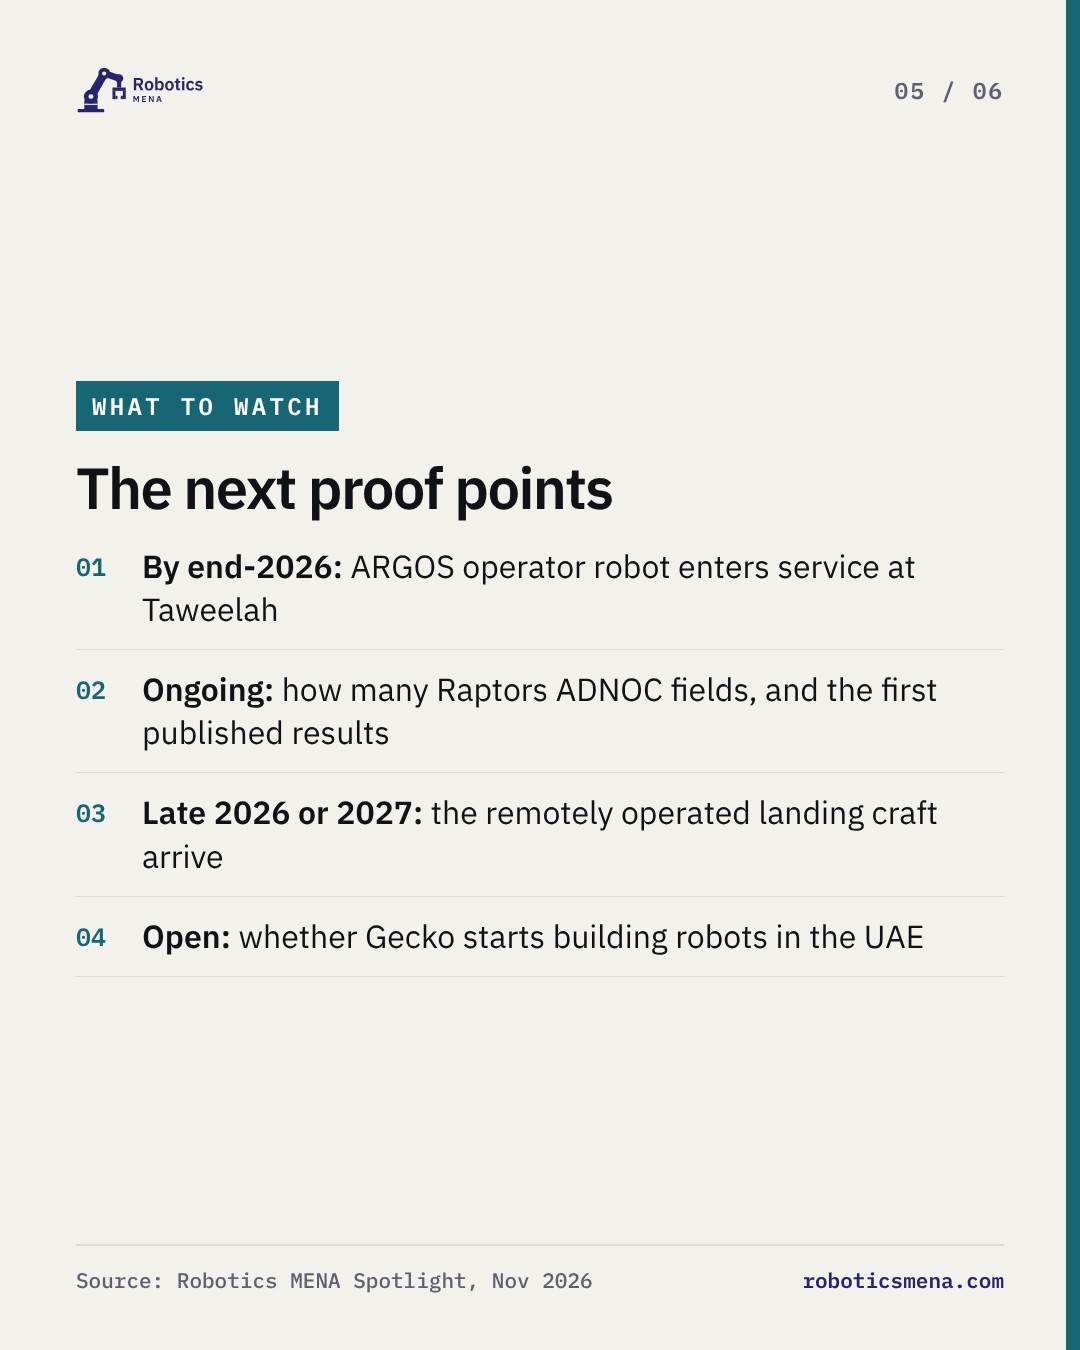 Robotics
MENA
05 / 06
WHAT TO WATCH
The next proof points
01 By end-2026: ARGOS operator robot enters service at
Taweelah
02 Ongoing: how many Raptors ADNOC fields, and the first
published results
03 Late 2026 or 2027: the remotely operated landing craft
arrive
04 Open: whether Gecko starts building robots in the UAE
Source: Robotics MENA Spotlight, Nov 2026
roboticsmena.com